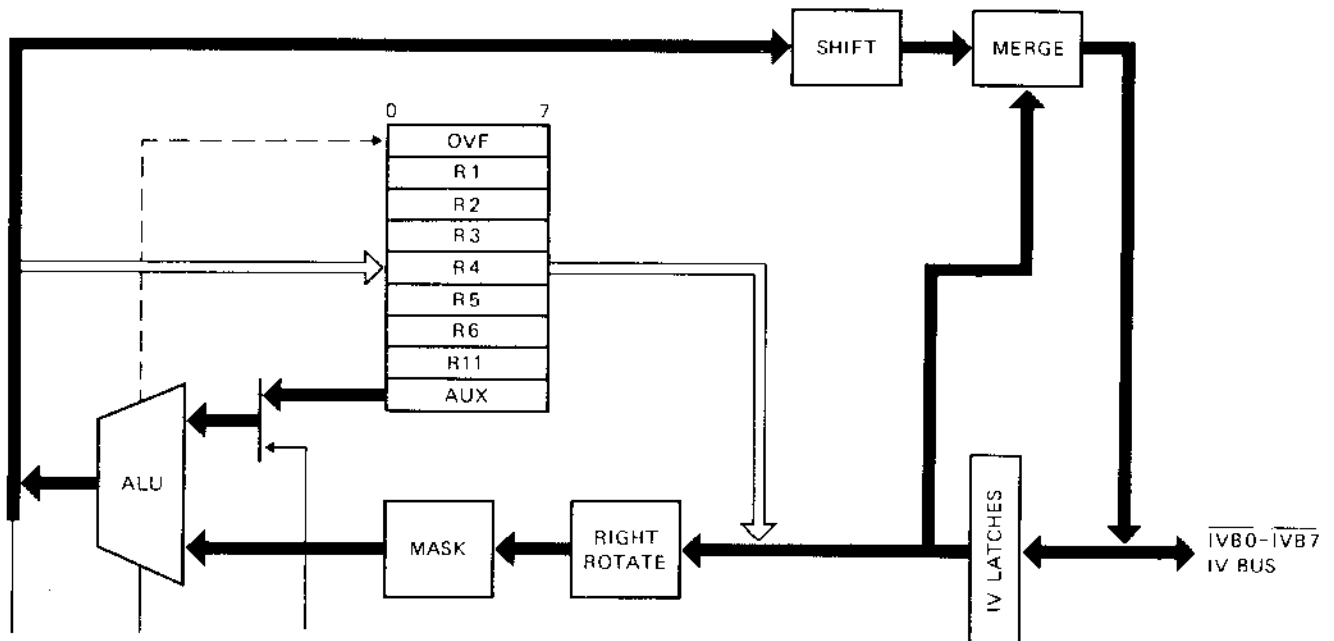 SHIFT
MERGE
0 7
OVF
R1
R2
R3
R4
R5
R6
R11
AUX
ALU
MASK
RIGHT
ROTATE
IV LATCHES
IVB0-IVB7
IV BUS